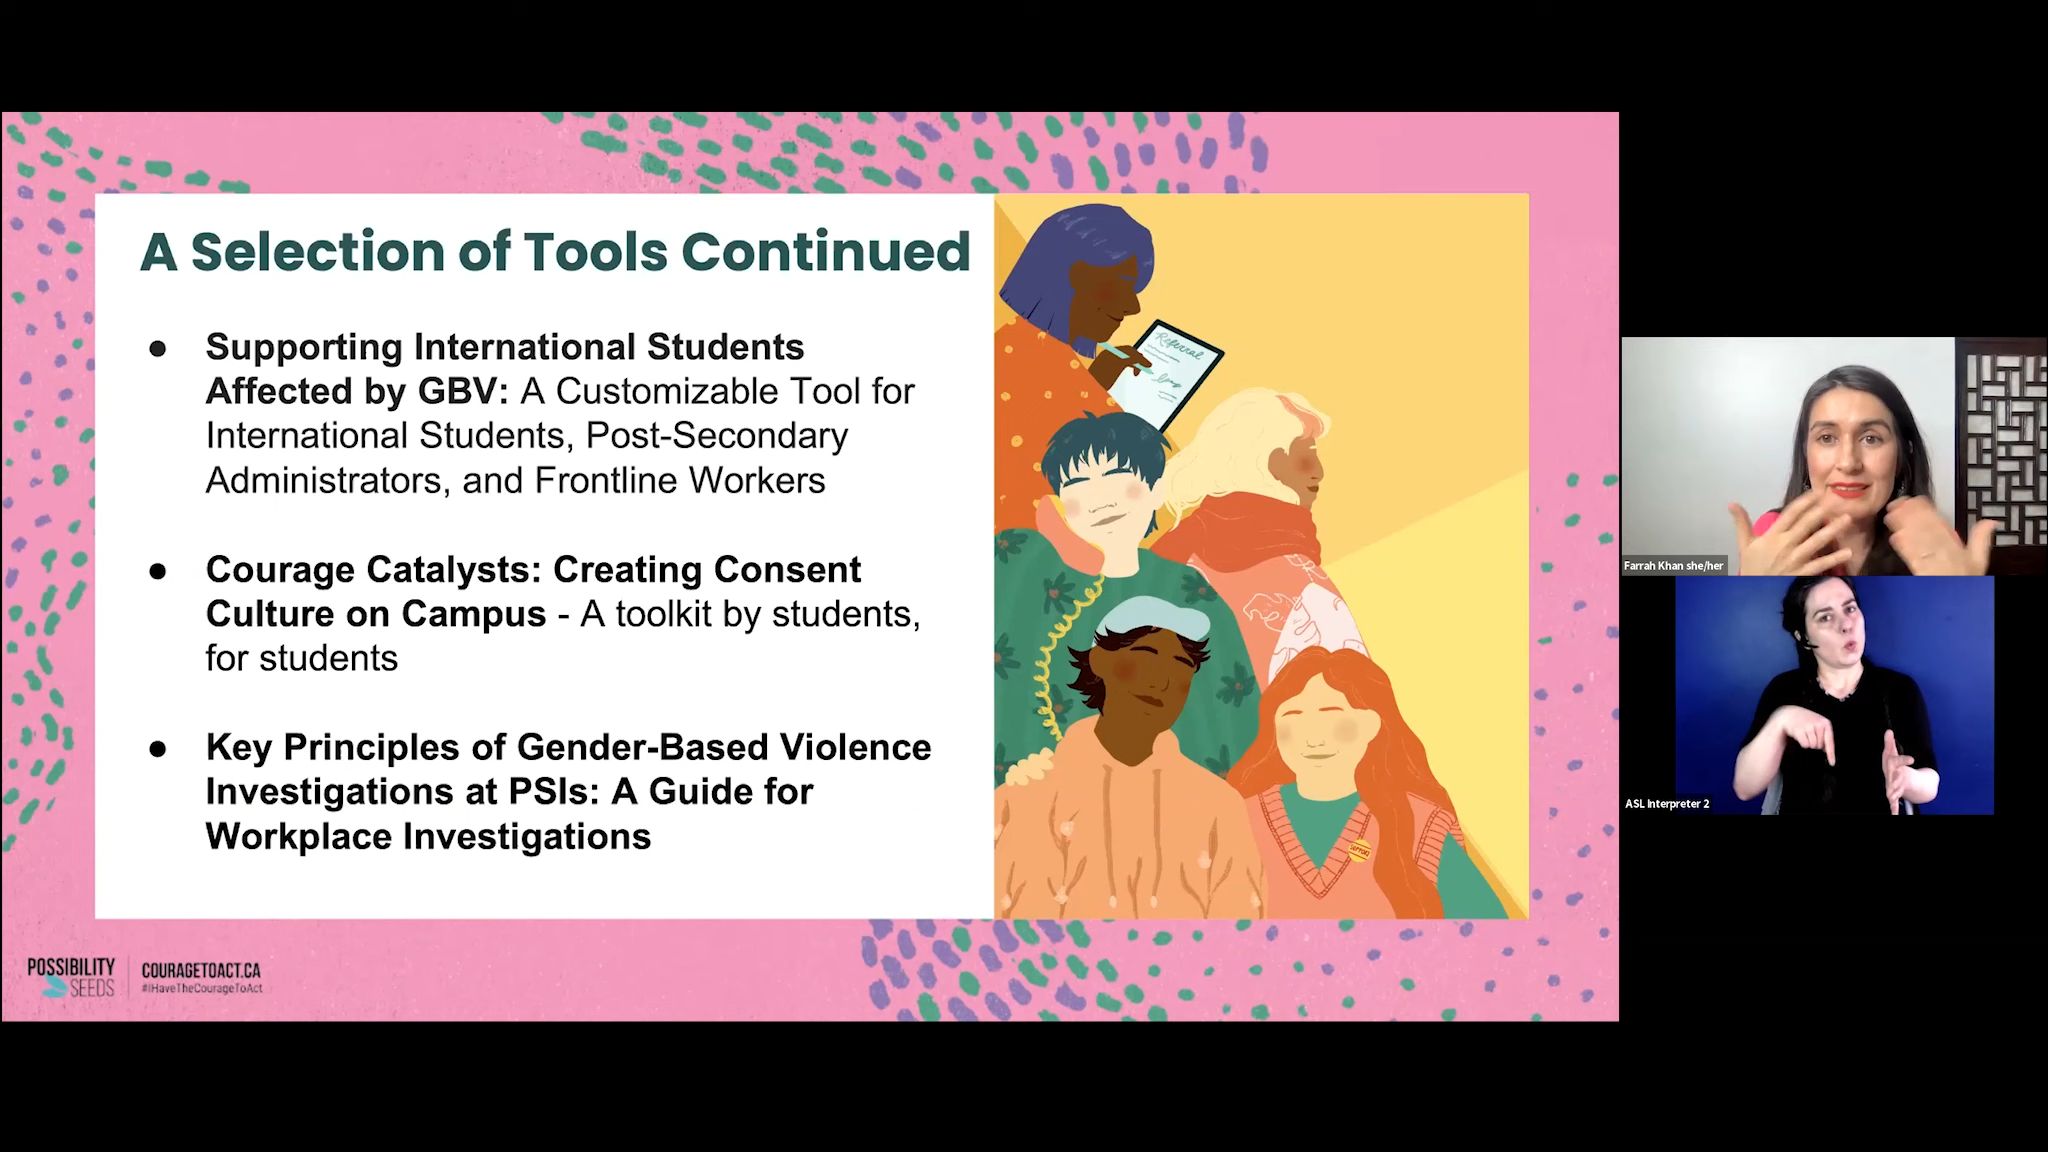 A Selection of Tools Continued
● Supporting International Students
Affected by GBV: A Customizable Tool for
International Students, Post-Secondary
Administrators, and Frontline Workers
● Courage Catalysts: Creating Consent
Culture on Campus - A toolkit by students,
for students
● Key Principles of Gender-Based Violence
Investigations at PSIs: A Guide for
Workplace Investigations
Referral
SUPPORT
POSSIBILITY
SEEDS
COURAGETOACT.CA
#IHaveTheCourageToAct
Farrah Khan she/her
ASL Interpreter 2